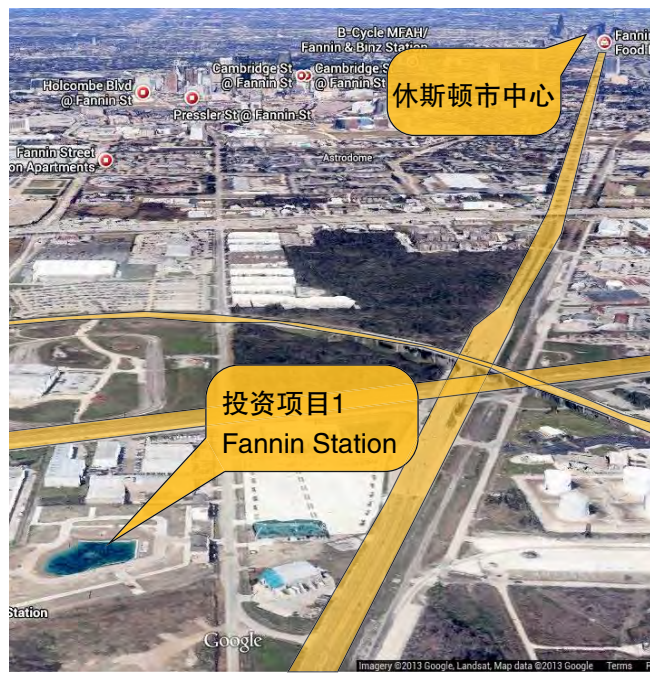 B-Cycle MFAH/
Fannin & Binz Station
Cambridge St
@ Fannin St
Cambridge S
@ Fannin St
Holcombe Blvd
@ Fannin St
Pressler St @ Fannin St
Fannin Street
on Apartments
Astrodome
Fannin
Food
休斯顿市中心
投资项目1
Fannin Station
Station
Google
Imagery ©2013 Google, Landsat, Map data ©2013 Google Terms